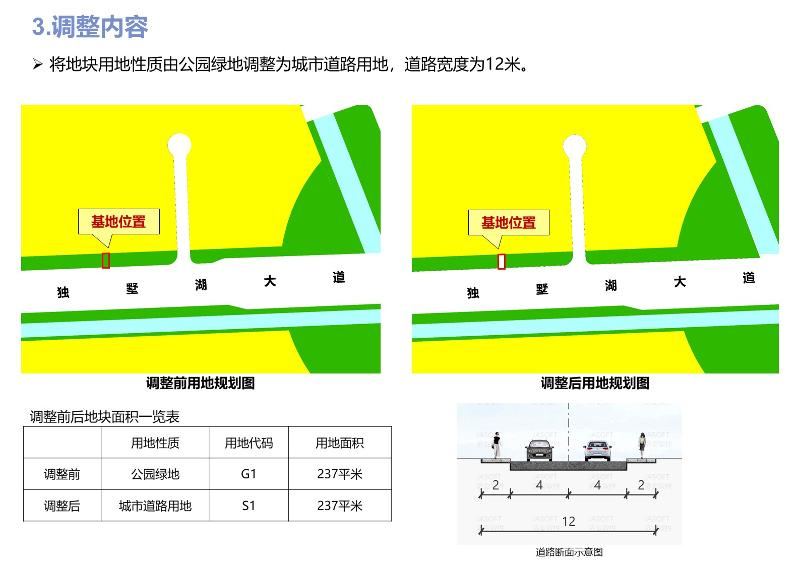 3.调整内容
➢ 将地块用地性质由公园绿地调整为城市道路用地，道路宽度为12米。
基地位置
独 墅 湖 大 道
调整前用地规划图
基地位置
独 墅 湖 大 道
调整后用地规划图
调整前后地块面积一览表
用地性质 用地代码 用地面积
调整前 公园绿地 G1 237平米
调整后 城市道路用地 S1 237平米
2 4 4 2
12
道路断面示意图